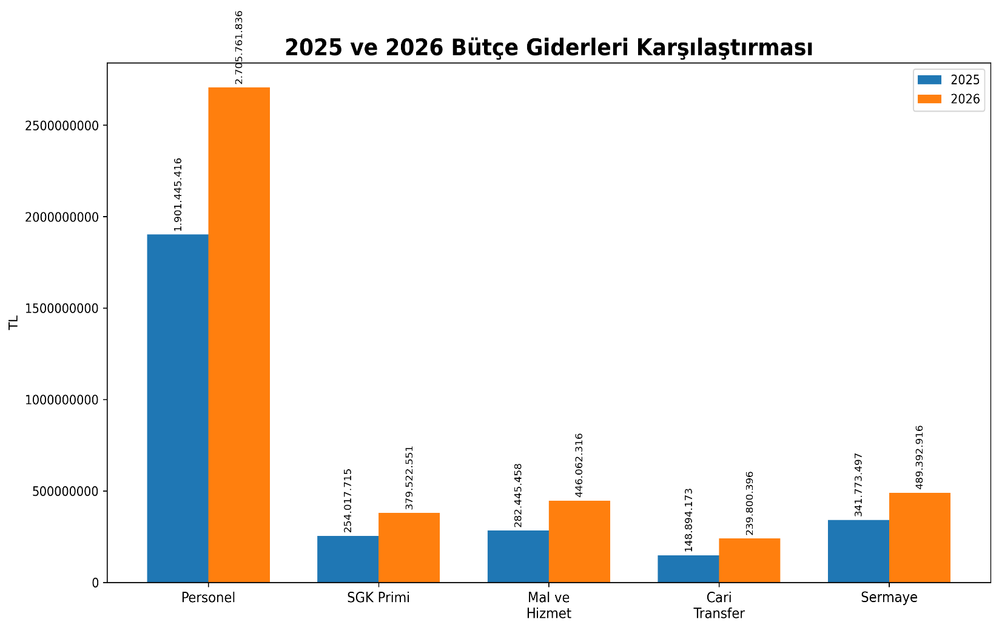 2025 ve 2026 Bütçe Giderleri Karşılaştırması
2025
2026
TL
2500000000
2000000000
1500000000
1000000000
500000000
0
1.901.445.416
2.705.761.836
254.017.715
379.522.551
282.445.458
446.062.316
148.894.173
239.800.396
341.773.497
489.392.916
Personel
SGK Primi
Mal ve
Hizmet
Cari
Transfer
Sermaye